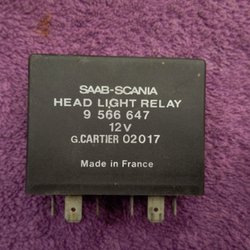 SAAB-SCANIA
HEAD LIGHT RELAY
9 566 647
12V
G.CARTIER 02017
Made in France